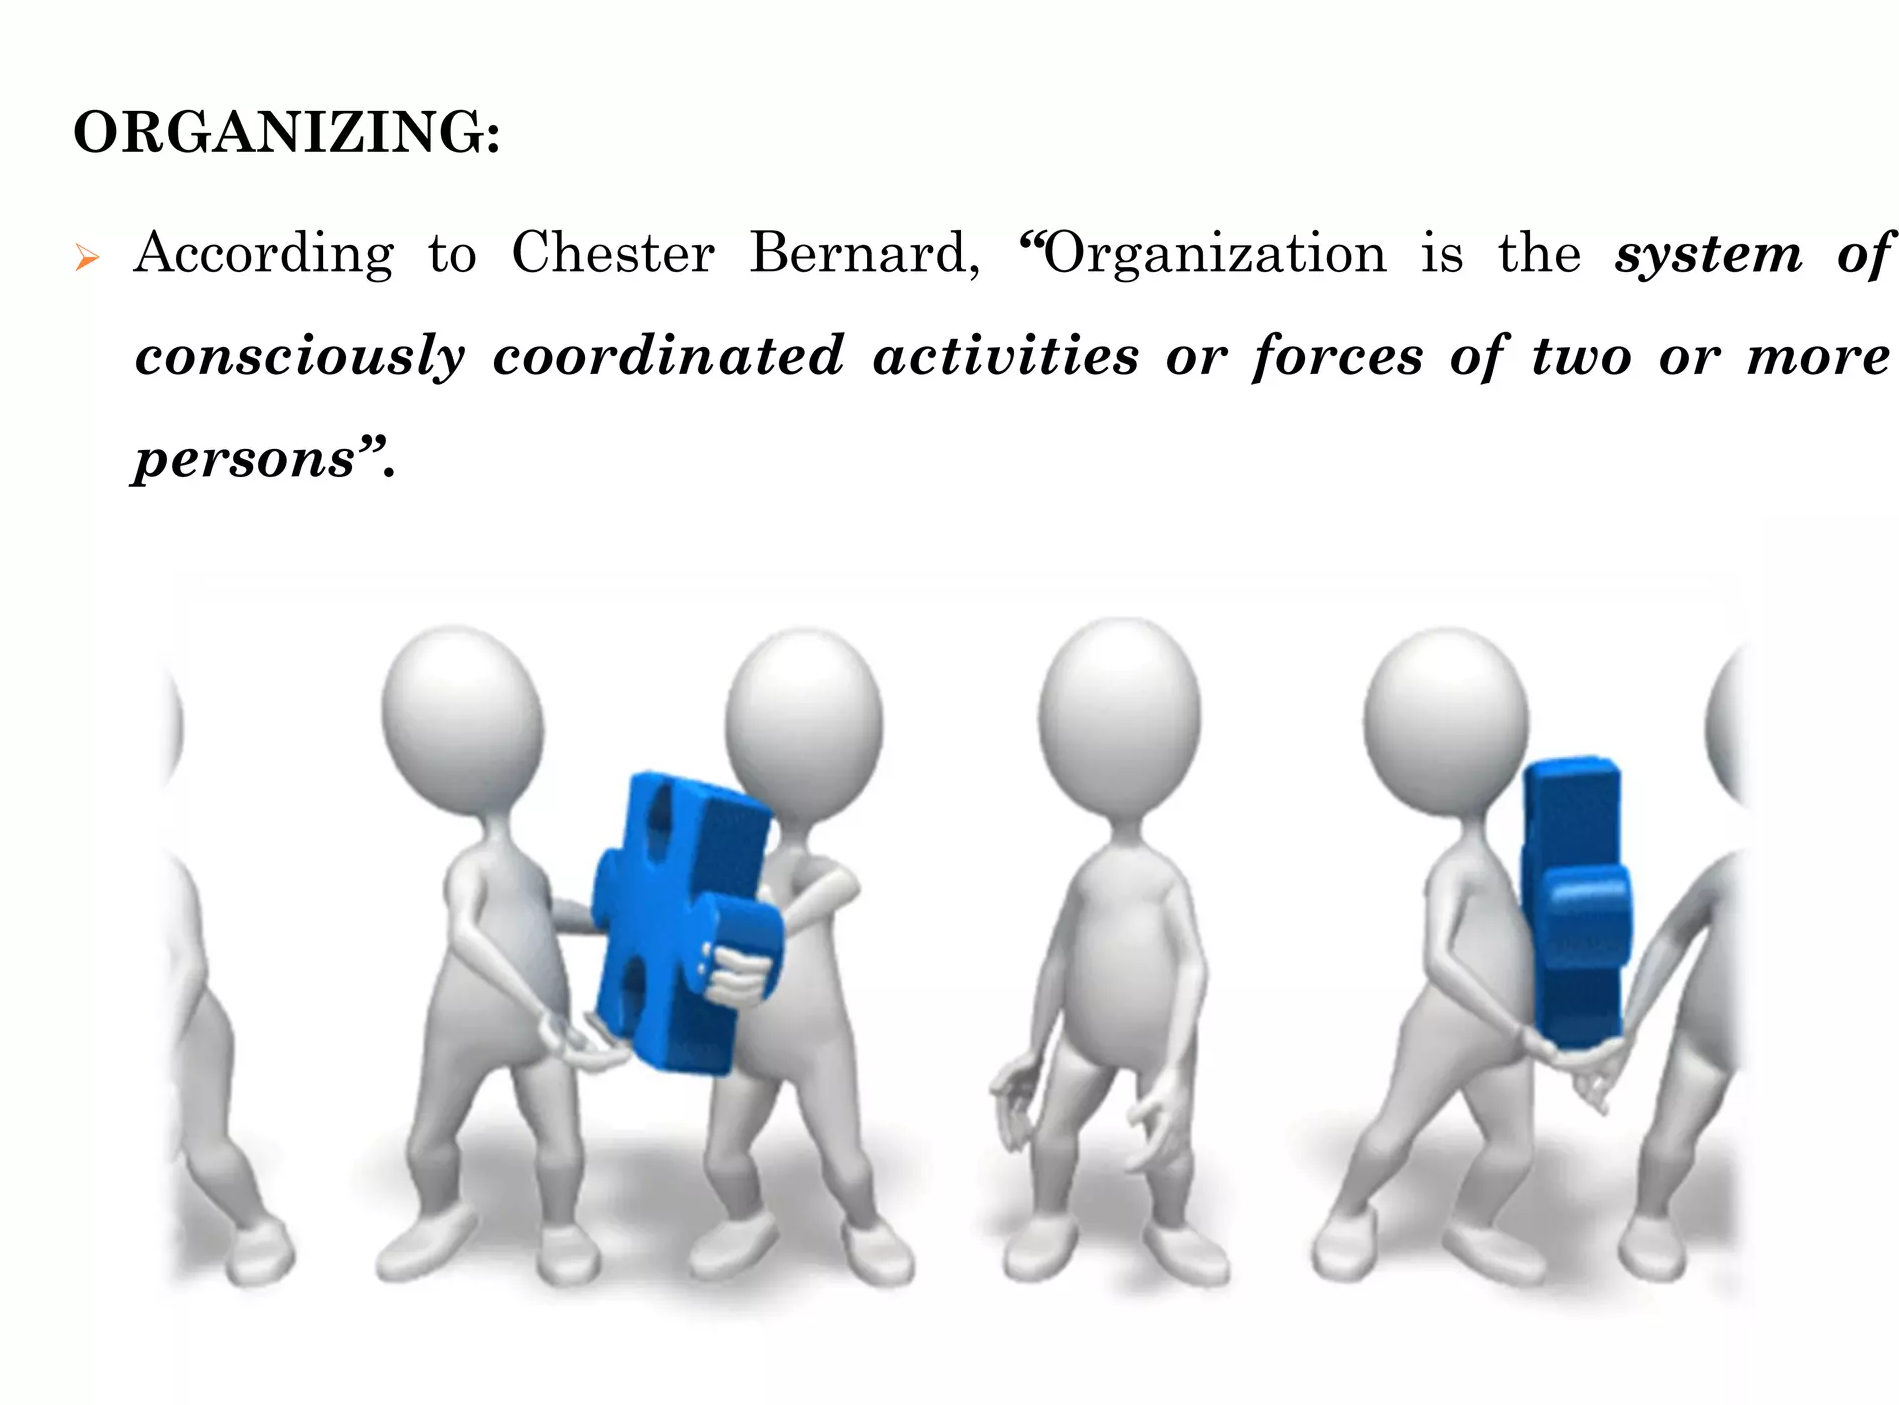 ORGANIZING:
According to Chester Bernard, “Organization is the system of
consciously coordinated activities or forces of two or more
persons”.